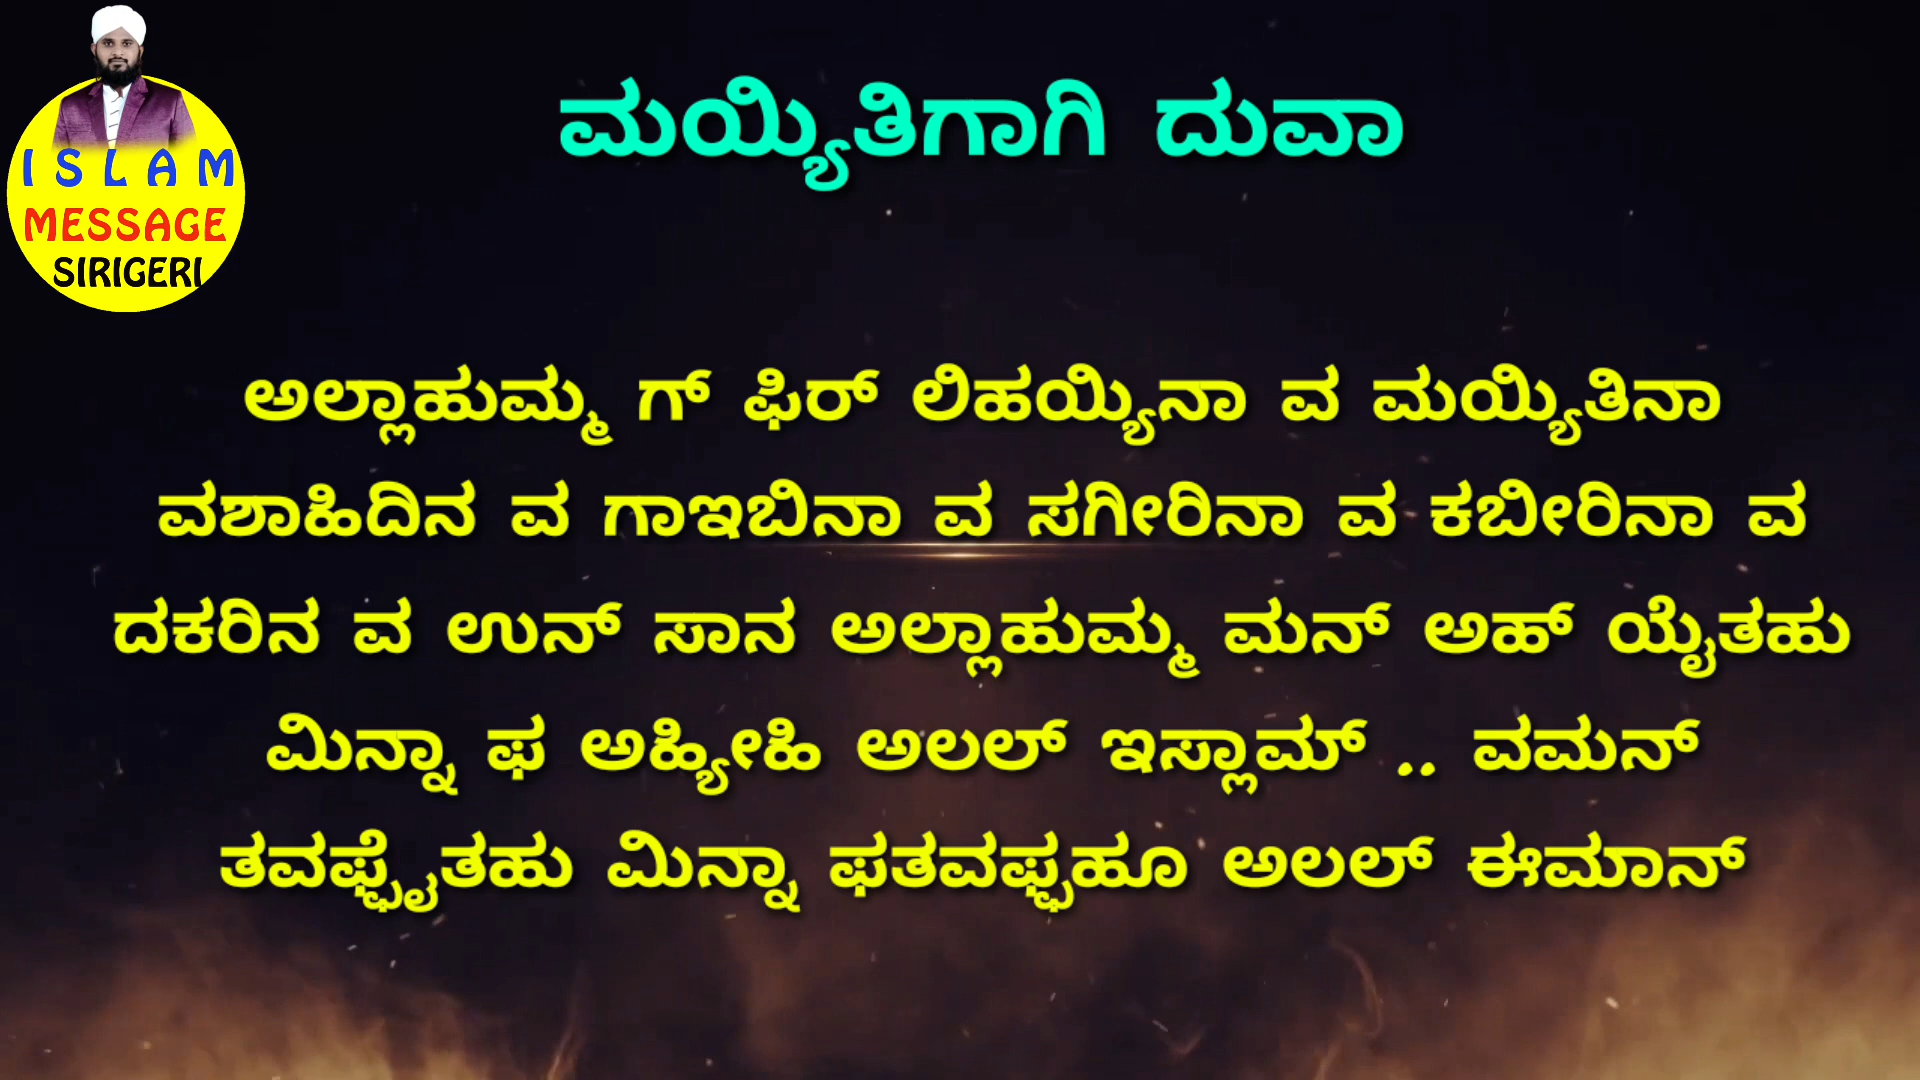 ISLAM
MESSAGE
SIRIGERI
ಮಯ್ಯಿತಿಗಾಗಿ ದುವಾ
ಅಲ್ಲಾಹುಮ್ಮ ಗ್ ಫಿರ್ ಲಿಹಯ್ಯಿನಾ ವ ಮಯ್ಯಿತಿನಾ
ವಶಾಹಿದಿನ ವ ಗಾಇಬಿನಾ ವ ಸಗೀರಿನಾ ವ ಕಬೀರಿನಾ ವ
ದಕರಿನ ವ ಉನ್ ಸಾನ ಅಲ್ಲಾಹುಮ್ಮ ಮನ್ ಅಹ್ ಯೈತಹು
ಮಿನ್ನಾ ಫ ಅಹ್ಯೀಹಿ ಅಲಲ್ ಇಸ್ಲಾಮ್ .. ವಮನ್
ತವಫ್ಫೈತಹು ಮಿನ್ನಾ ಫತವಫ್ಫಹೂ ಅಲಲ್ ಈಮಾನ್